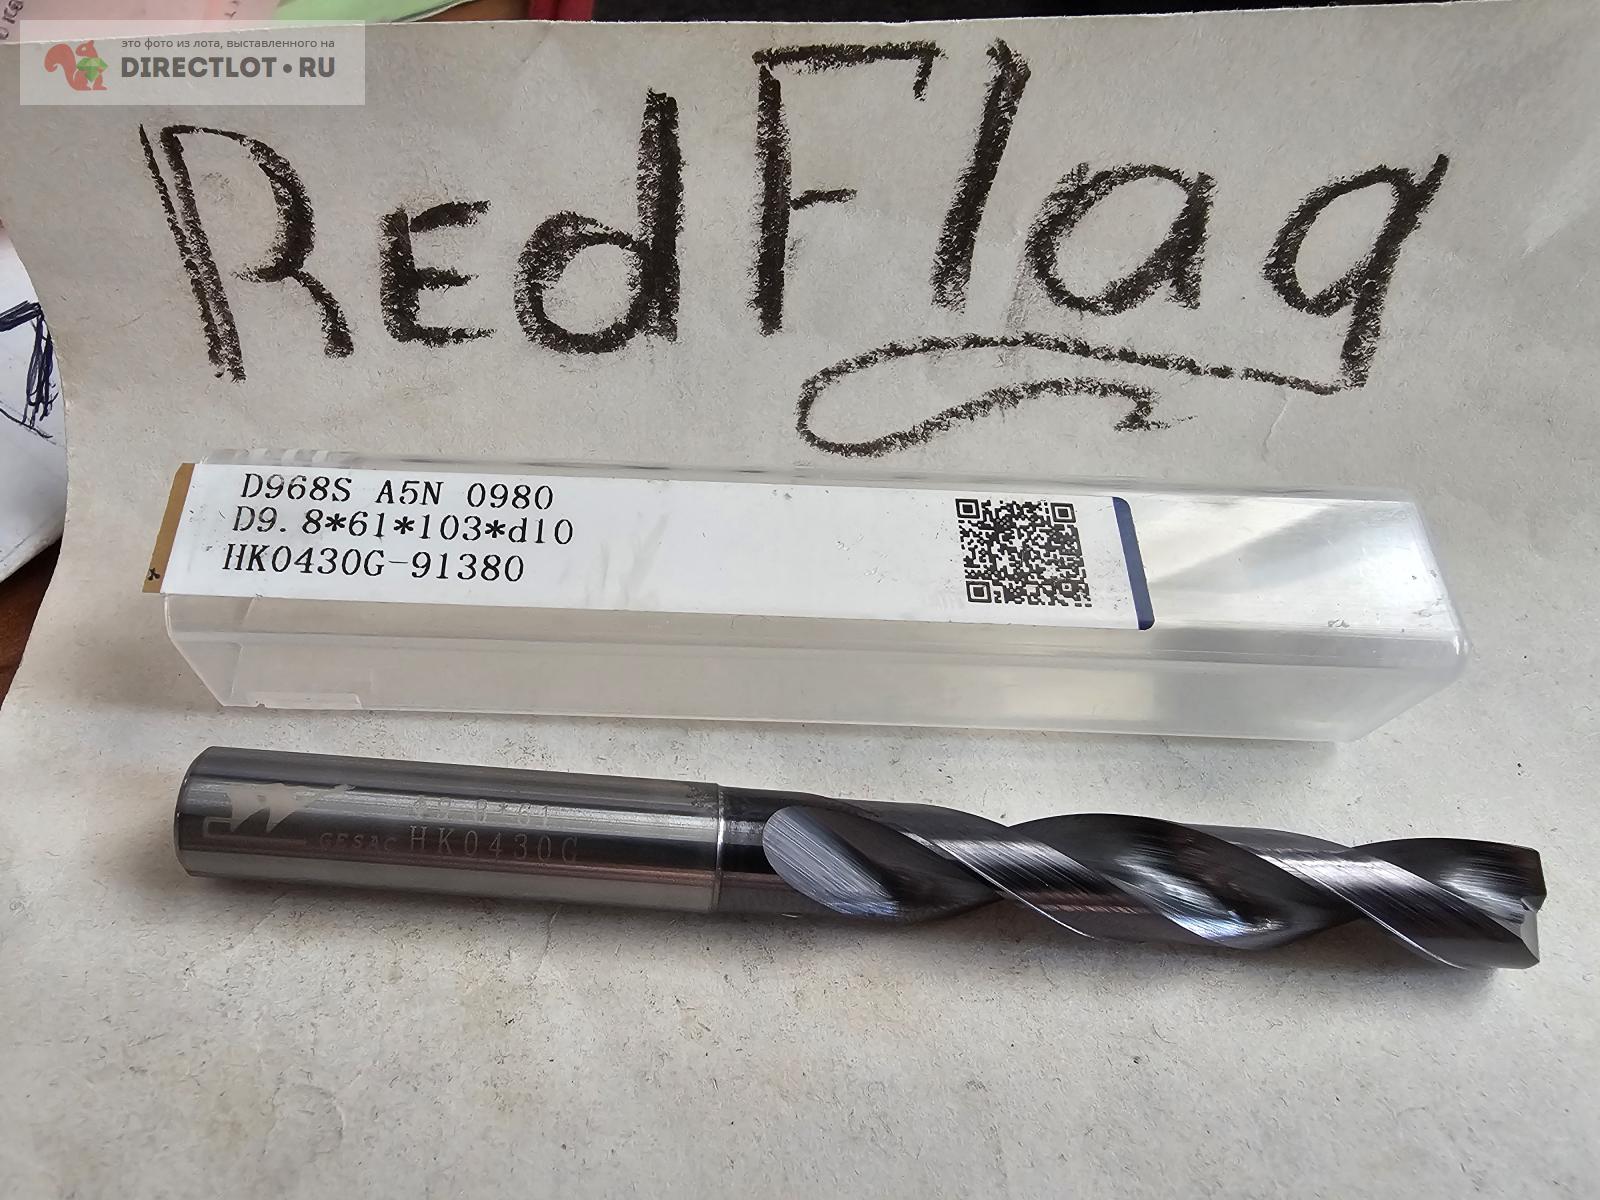 это фото из лота, выставленного на
DIRECTLOT•RU
RedFlag
D968S A5N 0980
D9.8*61*103*d10
HK0430G-91380
GESAC HK0430G